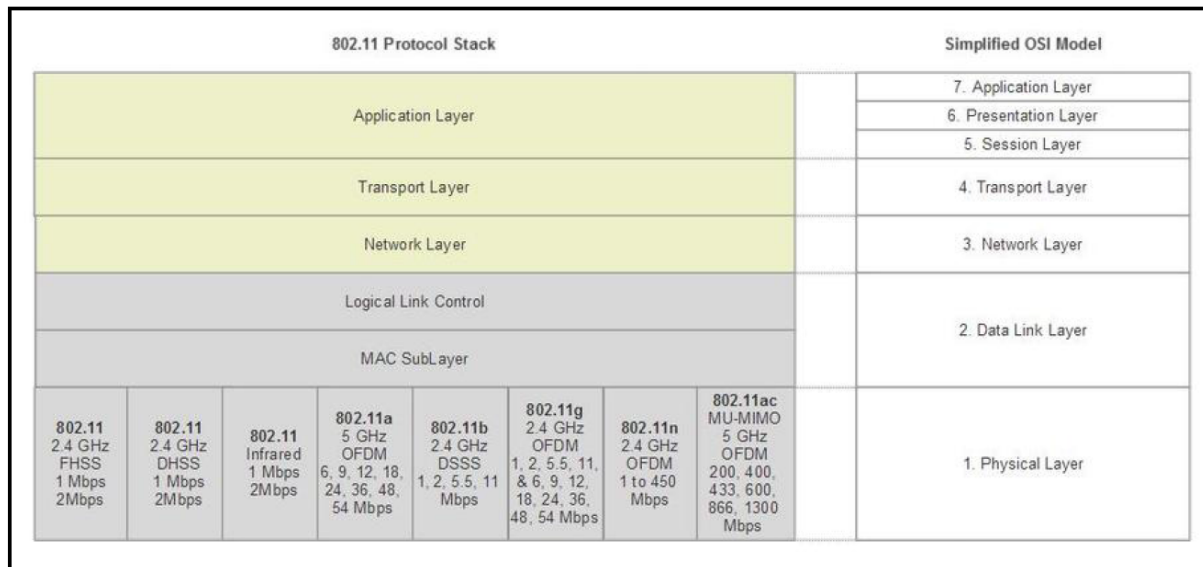 802.11 Protocol Stack
Simplified OSI Model
Application Layer
7. Application Layer
6. Presentation Layer
5. Session Layer
Transport Layer
4. Transport Layer
Network Layer
3. Network Layer
Logical Link Control
MAC SubLayer
2. Data Link Layer
802.11
2.4 GHz
FHSS
1 Mbps
2Mbps
802.11
2.4 GHz
DHSS
1 Mbps
2Mbps
802.11
Infrared
1 Mbps
2Mbps
802.11a
5 GHz
OFDM
6, 9, 12, 18,
24, 36, 48,
54 Mbps
802.11b
2.4 GHz
DSSS
1, 2, 5.5, 11
Mbps
802.11g
2.4 GHz
OFDM
1, 2, 5.5, 11,
& 6, 9, 12,
18, 24, 36,
48, 54 Mbps
802.11n
2.4 GHz
OFDM
1 to 450
Mbps
802.11ac
MU-MIMO
5 GHz
OFDM
200, 400,
433, 600,
866, 1300
Mbps
1. Physical Layer